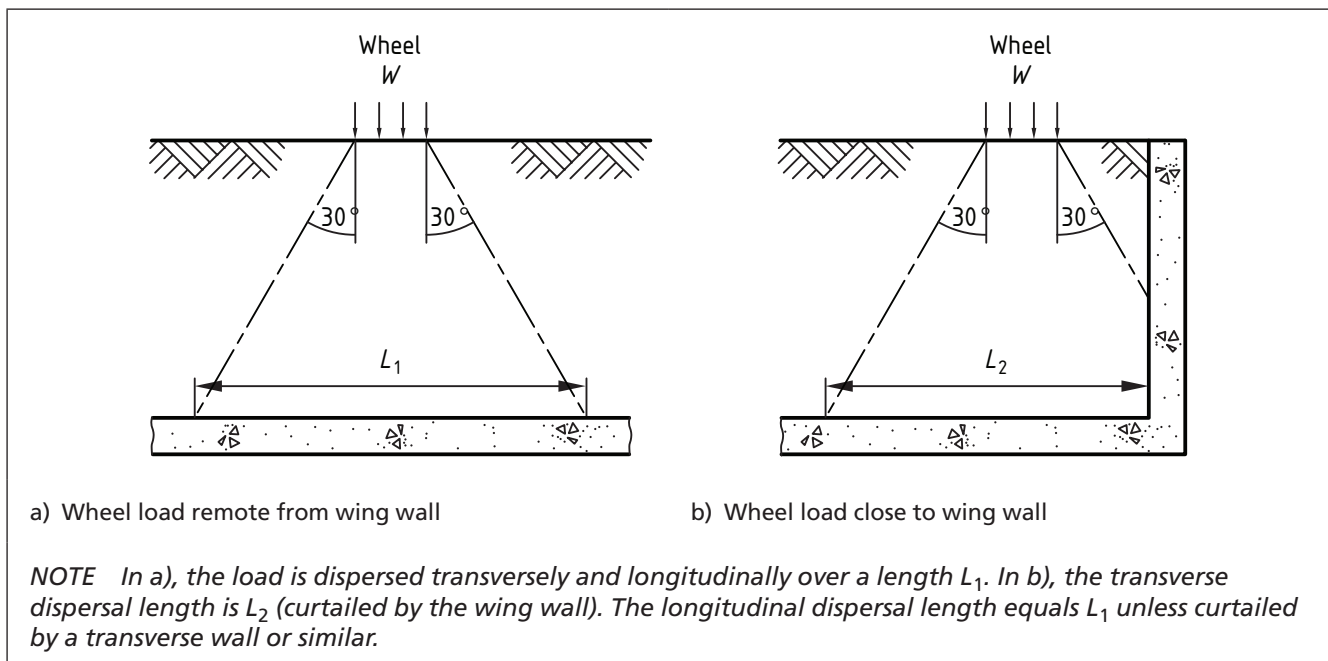 Wheel
W
30°
30°
L1
Wheel
W
30°
30°
L2
a) Wheel load remote from wing wall
b) Wheel load close to wing wall
NOTE In a), the load is dispersed transversely and longitudinally over a length L1. In b), the transverse
dispersal length is L2 (curtailed by the wing wall). The longitudinal dispersal length equals L1 unless curtailed
by a transverse wall or similar.